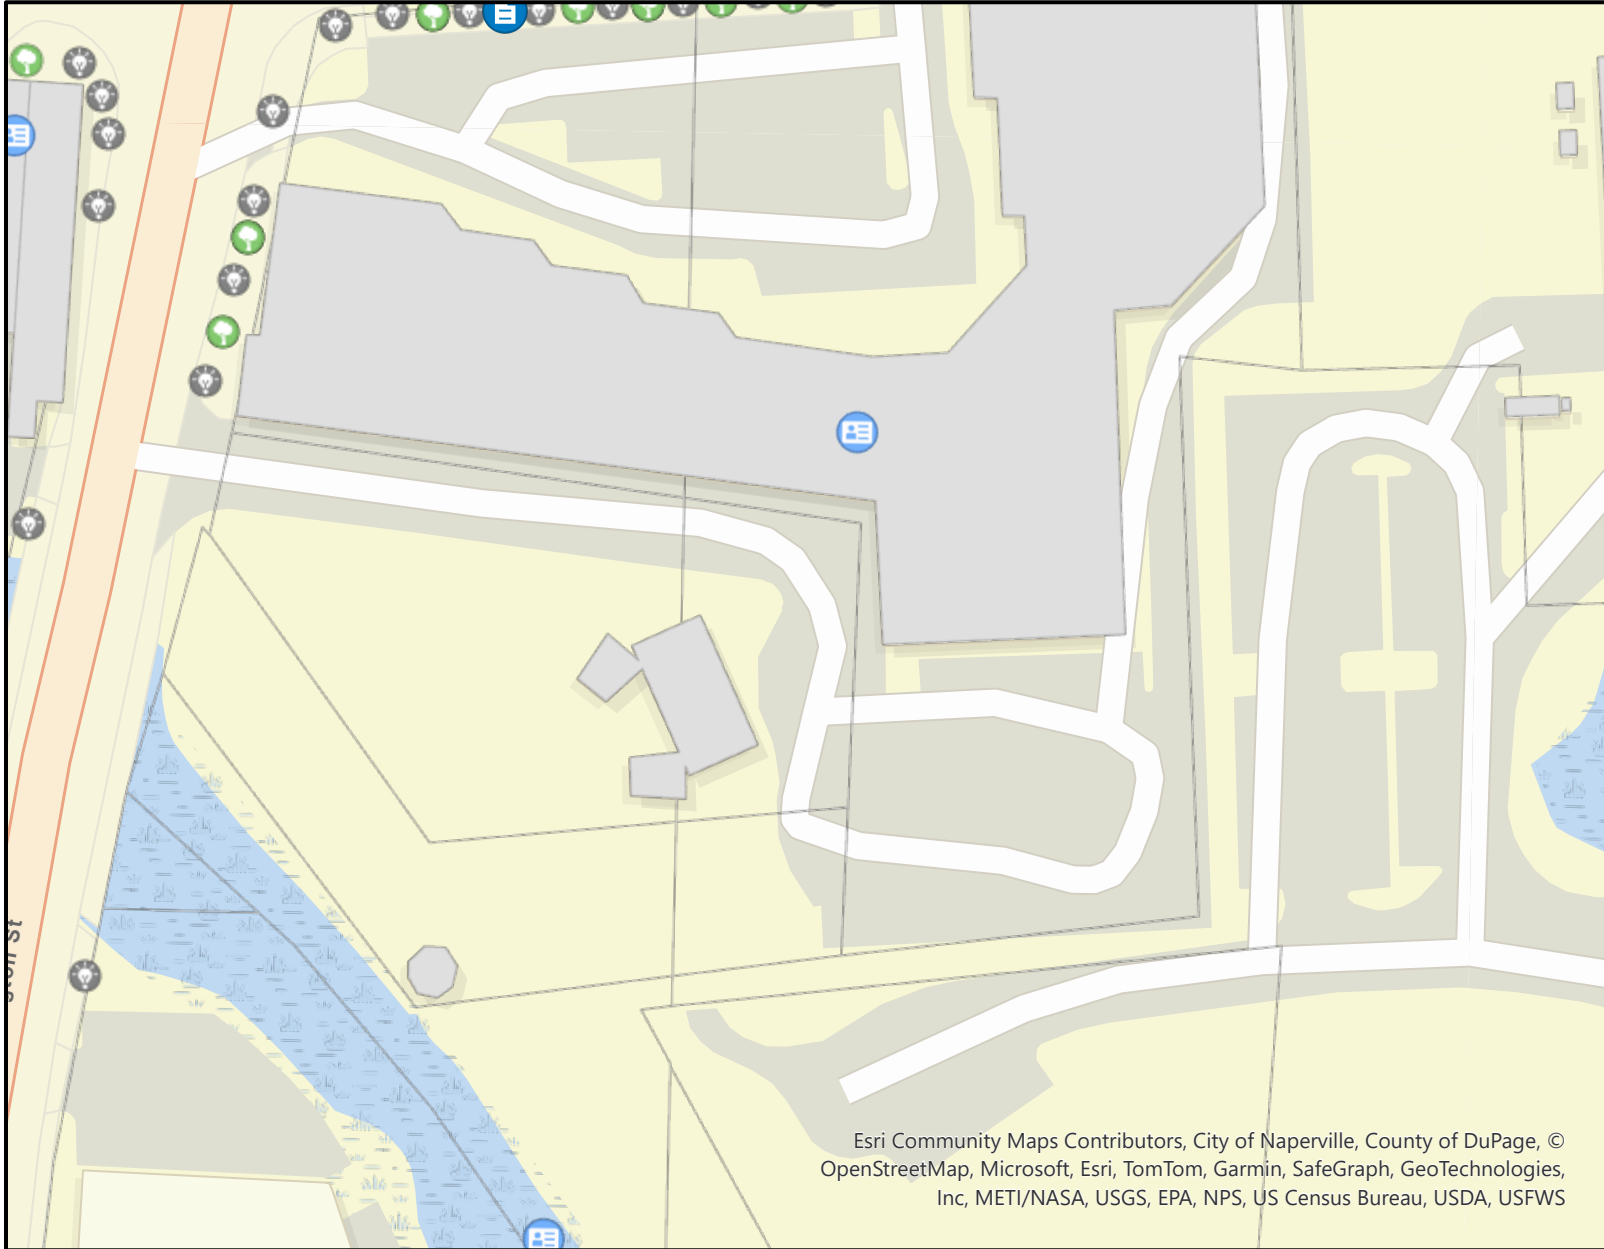 St
Esri Community Maps Contributors, City of Naperville, County of DuPage, ©
OpenStreetMap, Microsoft, Esri, TomTom, Garmin, SafeGraph, GeoTechnologies,
Inc, METI/NASA, USGS, EPA, NPS, US Census Bureau, USDA, USFWS